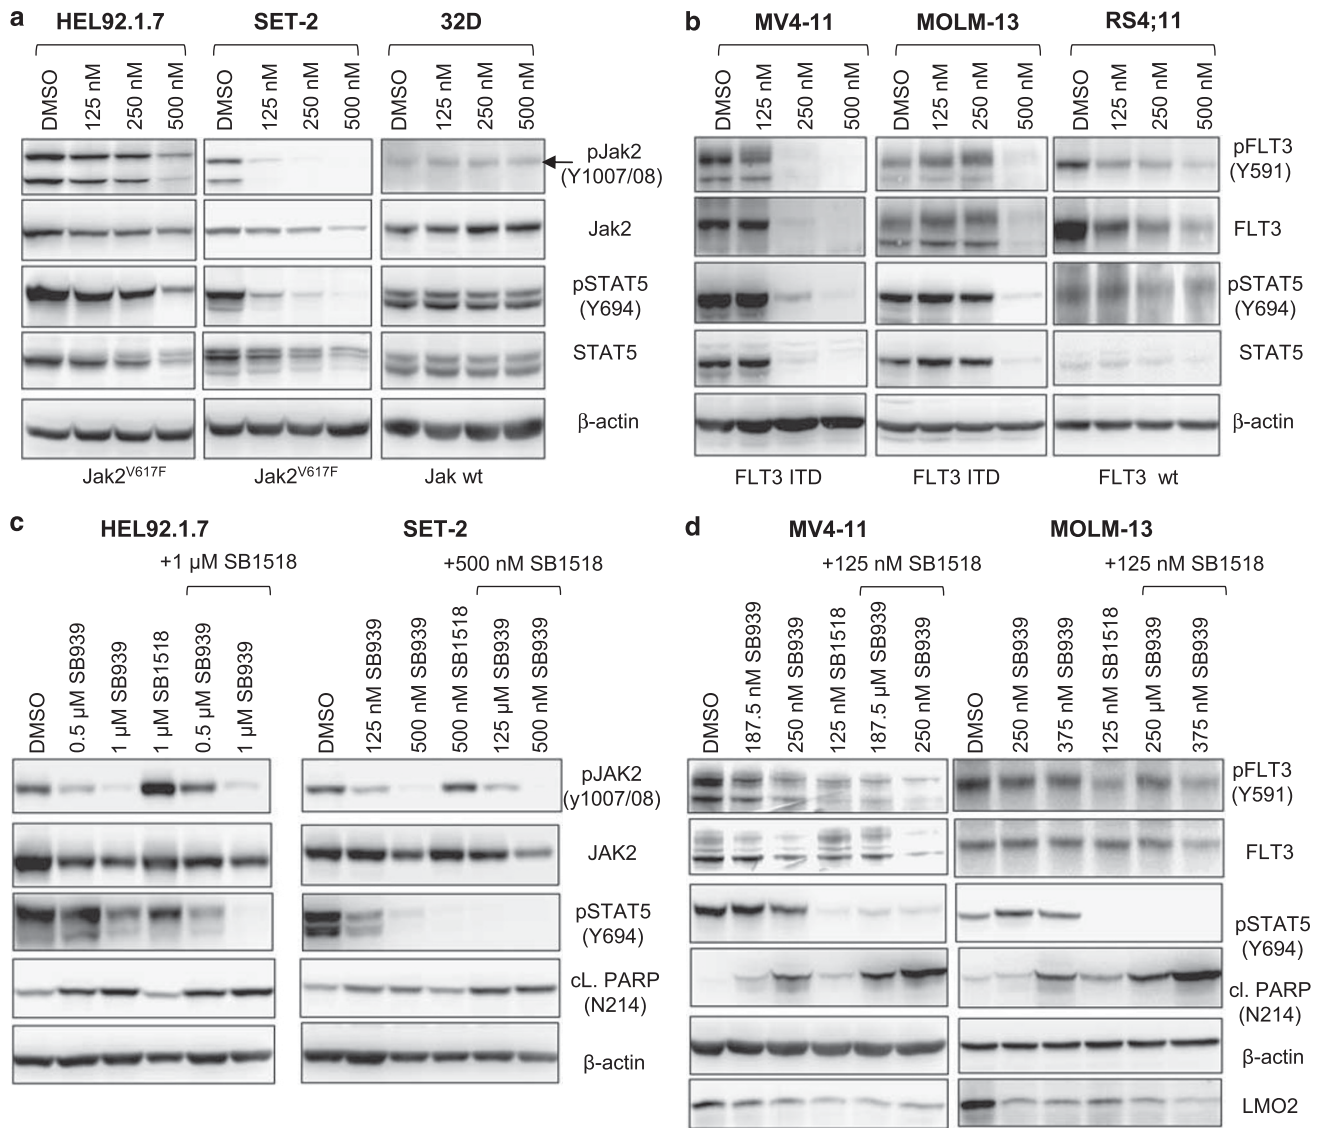 a
HEL92.1.7
SET-2
32D
DMSO
125 nM
250 nM
500 nM
DMSO
125 nM
250 nM
500 nM
DMSO
125 nM
250 nM
500 nM
pJak2
(Y1007/08)
Jak2
pSTAT5
(Y694)
STAT5
β-actin
Jak2V617F
Jak2V617F
Jak wt
b
MV4-11
MOLM-13
RS4;11
DMSO
125 nM
250 nM
500 nM
DMSO
125 nM
250 nM
500 nM
DMSO
125 nM
250 nM
500 nM
pFLT3
(Y591)
FLT3
pSTAT5
(Y694)
STAT5
β-actin
FLT3 ITD
FLT3 ITD
FLT3 wt
c
HEL92.1.7
SET-2
+1 µM SB1518
+500 nM SB1518
DMSO
0.5 µM SB939
1 µM SB939
1 µM SB1518
0.5 µM SB939
1 µM SB939
DMSO
125 nM SB939
500 nM SB939
500 nM SB1518
125 µM SB939
500 nM SB939
pJAK2
(y1007/08)
JAK2
pSTAT5
(Y694)
cL. PARP
(N214)
β-actin
d
MV4-11
MOLM-13
+125 nM SB1518
+125 nM SB1518
DMSO
187.5 nM SB939
250 nM SB939
125 nM SB1518
187.5 µM SB939
250 nM SB939
DMSO
250 nM SB939
375 nM SB939
125 nM SB1518
250 µM SB939
375 nM SB939
pFLT3
(Y591)
FLT3
pSTAT5
(Y694)
cl. PARP
(N214)
β-actin
LMO2